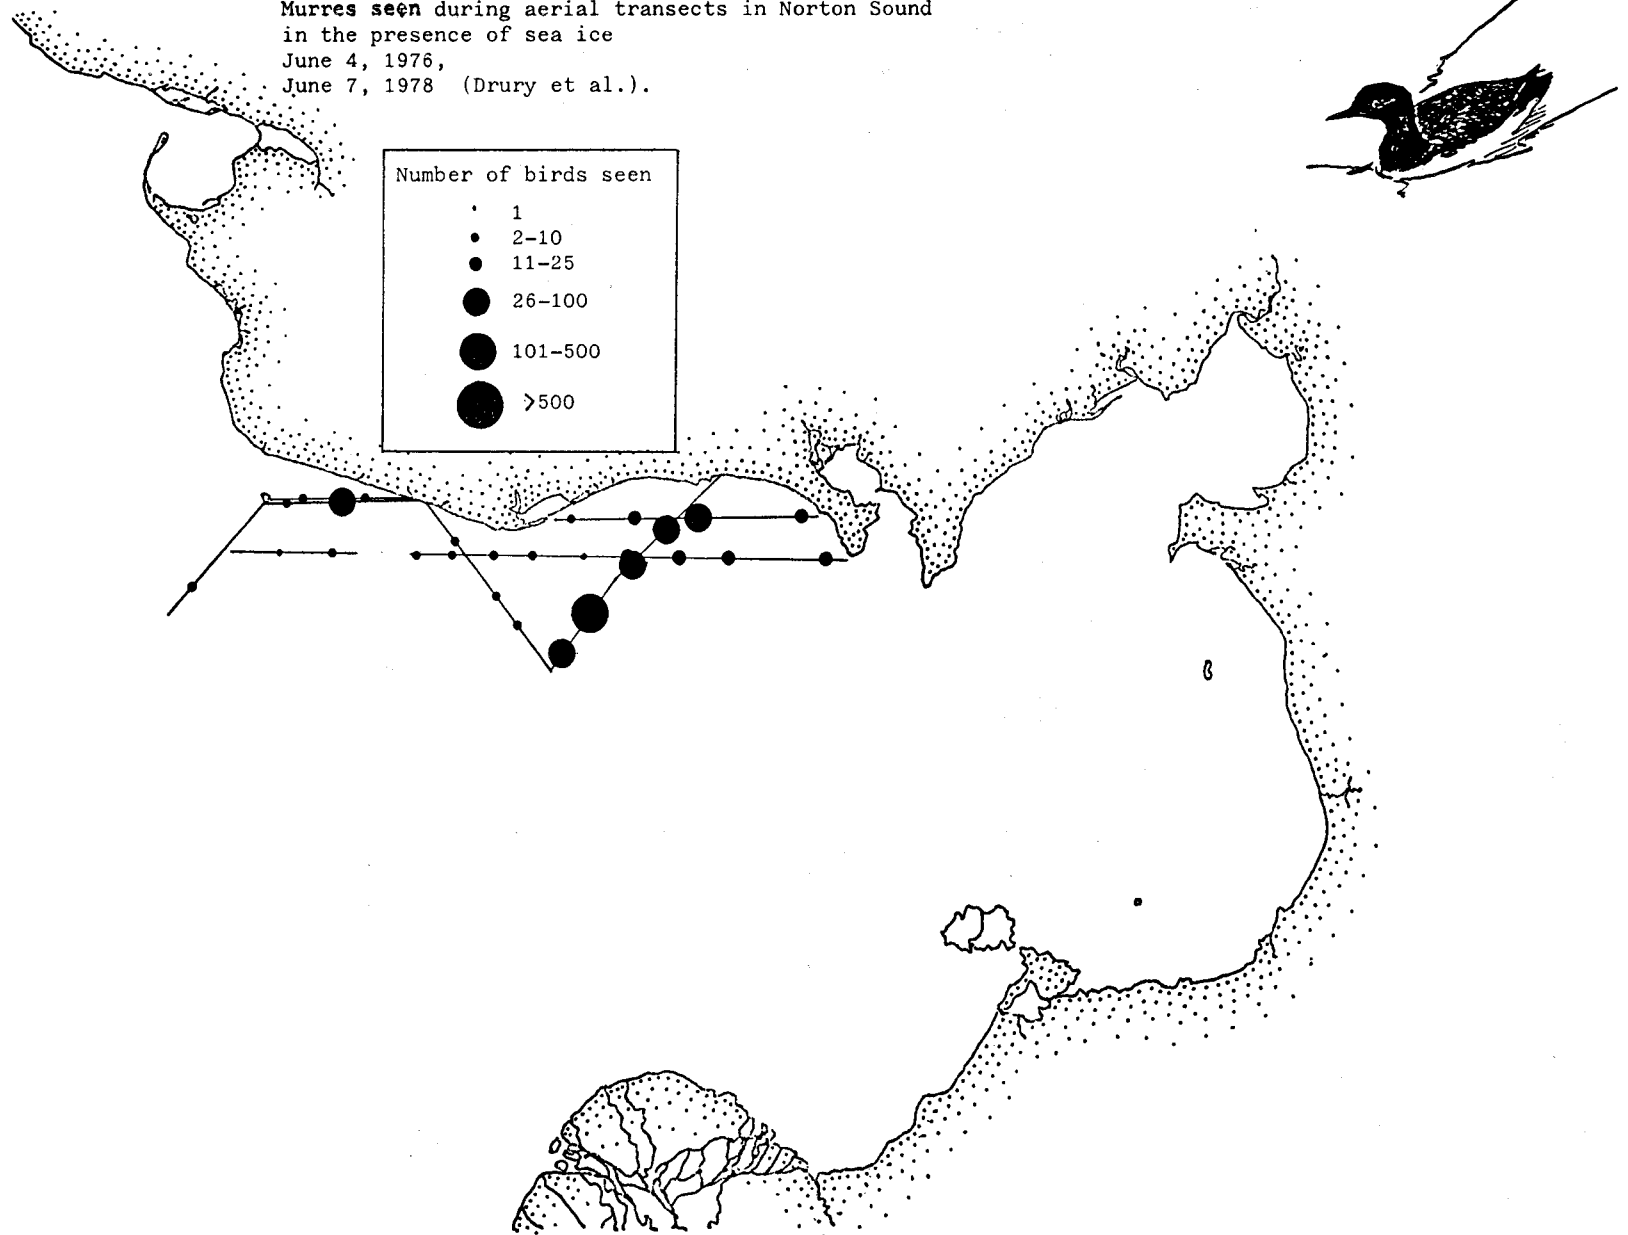 Murres seen during aerial transects in Norton Sound
in the presence of sea ice
June 4, 1976,
June 7, 1978 (Drury et al.).
Number of birds seen
1
2-10
11-25
26-100
101-500
>500